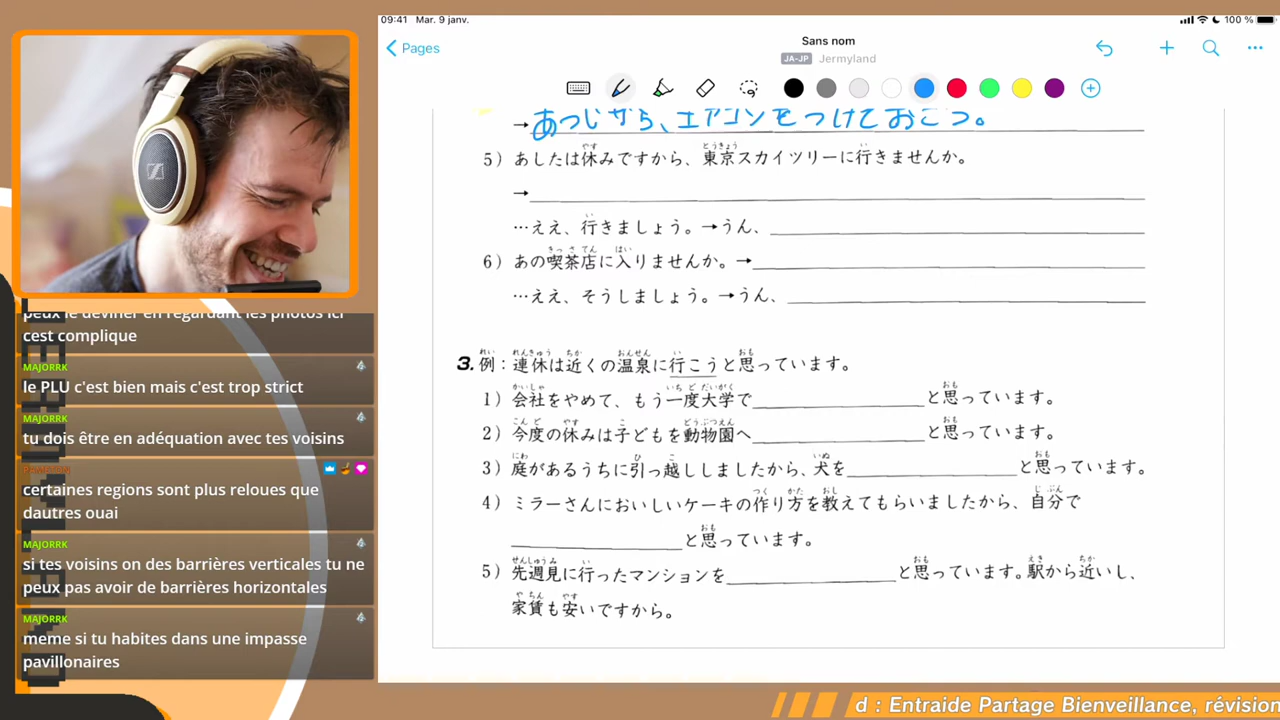 09:41 Mar. 9 janv.
100 %
Pages
Sans nom
JA-JP Jermyland
→あついから、エアコンをつけておこう。
5) あしたは休みですから、東京スカイツリーに行きませんか。
→
…ええ、行きましょう。→うん、
6) あの喫茶店に入りませんか。→
…ええ、そうしましょう。→うん、
3. 例：連休は近くの温泉に行こうと思っています。
1) 会社をやめて、もう一度大学で と思っています。
2) 今度の休みは子どもを動物園へ と思っています。
3) 庭があるうちに引っ越ししましたから、犬を と思っています。
4) ミラーさんにおいしいケーキの作り方を教えてもらいましたから、自分で
と思っています。
5) 先週見に行ったマンションを と思っています。駅から近いし、
家賃も安いですから。
peux le deviner en regardant les photos ici
cest complique
MAJORRK
le PLU c'est bien mais c'est trop strict
MAJORRK
tu dois être en adéquation avec tes voisins
certaines regions sont plus reloues que
dautres ouai
MAJORRK
si tes voisins on des barrières verticales tu ne
peux pas avoir de barrières horizontales
MAJORRK
meme si tu habites dans une impasse
pavillonaires
d : Entraide Partage Bienveillance, révision